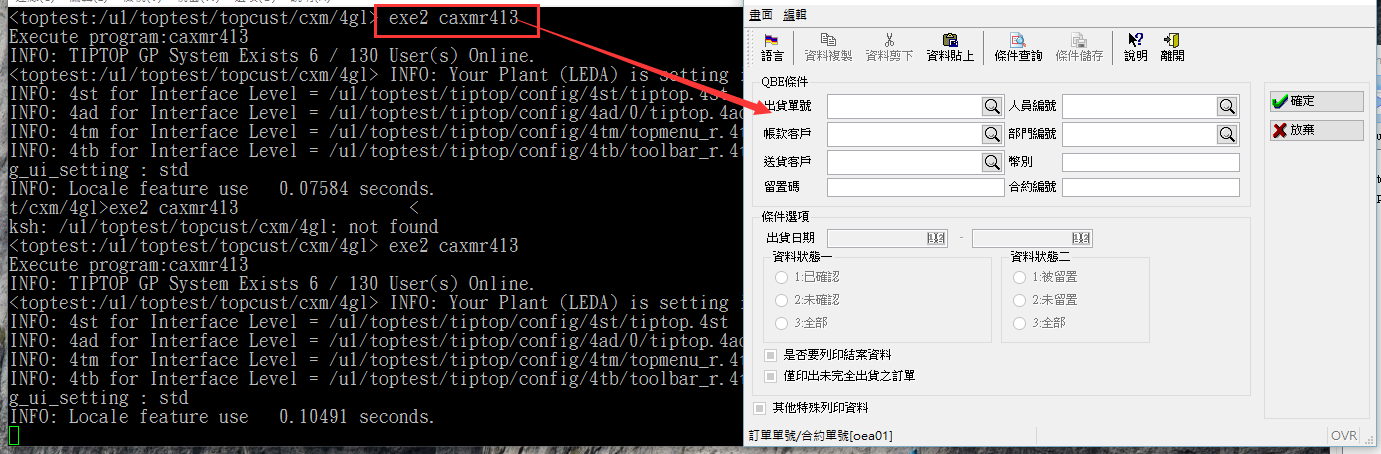 <toptest:/u1/toptest/topcust/cxm/4gl> exe2 caxmr413
Execute program:caxmr413
INFO: TIPTOP GP System Exists 6 / 130 User(s) Online.
<toptest:/u1/toptest/topcust/cxm/4gl> INFO: Your Plant (LEDA) is setting
INFO: 4st for Interface Level = /u1/toptest/tiptop/config/4st/tiptop.4st
INFO: 4ad for Interface Level = /u1/toptest/tiptop/config/4ad/0/tiptop.4ad
INFO: 4tm for Interface Level = /u1/toptest/tiptop/config/4tm/topmenu_r.4t
INFO: 4tb for Interface Level = /u1/toptest/tiptop/config/4tb/toolbar_r.4t
g_ui_setting : std
INFO: Locale feature use   0.07584 seconds.
t/cxm/4gl>exe2 caxmr413                 <
ksh: /u1/toptest/topcust/cxm/4gl: not found
<toptest:/u1/toptest/topcust/cxm/4gl> exe2 caxmr413
Execute program:caxmr413
INFO: TIPTOP GP System Exists 6 / 130 User(s) Online.
<toptest:/u1/toptest/topcust/cxm/4gl> INFO: Your Plant (LEDA) is setting
INFO: 4st for Interface Level = /u1/toptest/tiptop/config/4st/tiptop.4st
INFO: 4ad for Interface Level = /u1/toptest/tiptop/config/4ad/0/tiptop.4ad
INFO: 4tm for Interface Level = /u1/toptest/tiptop/config/4tm/topmenu_r.4t
INFO: 4tb for Interface Level = /u1/toptest/tiptop/config/4tb/toolbar_r.4t
g_ui_setting : std
INFO: Locale feature use   0.10491 seconds.
畫面 編輯
語言 資料複製 資料剪下 資料貼上 條件查詢 條件儲存 說明 離開
QBE條件
出貨單號 人員編號
帳款客戶 部門編號
送貨客戶 幣別
留置碼 合約編號
確定
放棄
條件選項
出貨日期 -
資料狀態一 資料狀態二
1:已確認 1:被留置
2:未確認 2:未留置
3:全部 3:全部
是否要列印結案資料
僅印出未完全出貨之訂單
其他特殊列印資料
訂單單號/合約單號[oea01] OVR